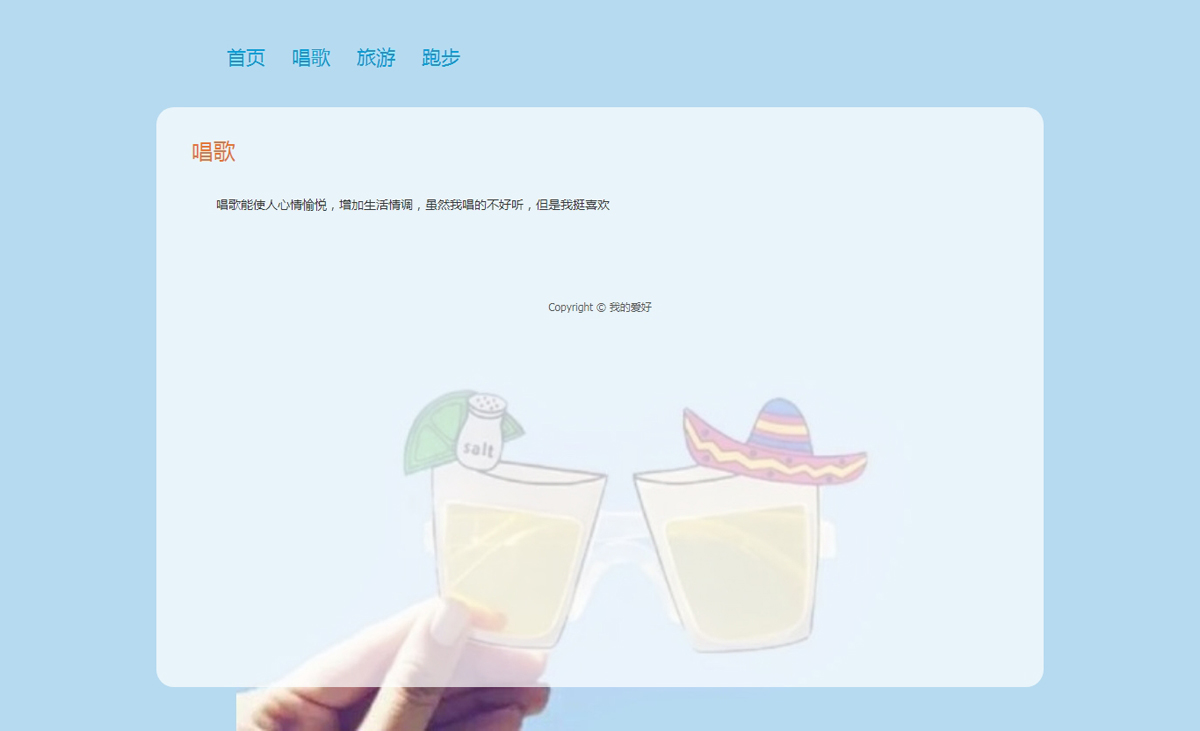 首页 唱歌 旅游 跑步
唱歌
唱歌能使人心情愉悦，增加生活情调，虽然我唱的不好听，但是我挺喜欢
Copyright © 我的爱好
salt